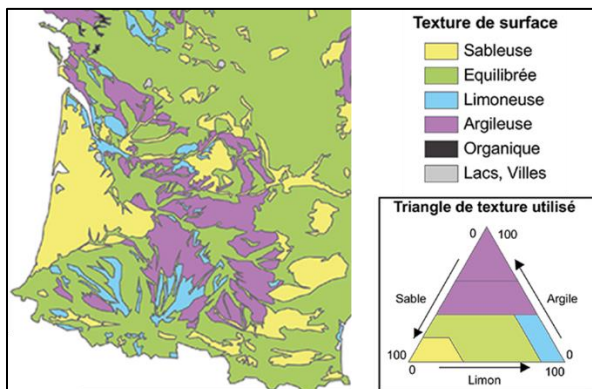 Texture de surface
Sableuse
Equilibrée
Limoneuse
Argileuse
Organique
Lacs, Villes
Triangle de texture utilisé
0 100
Sable Argile
100 0
0 Limon 100